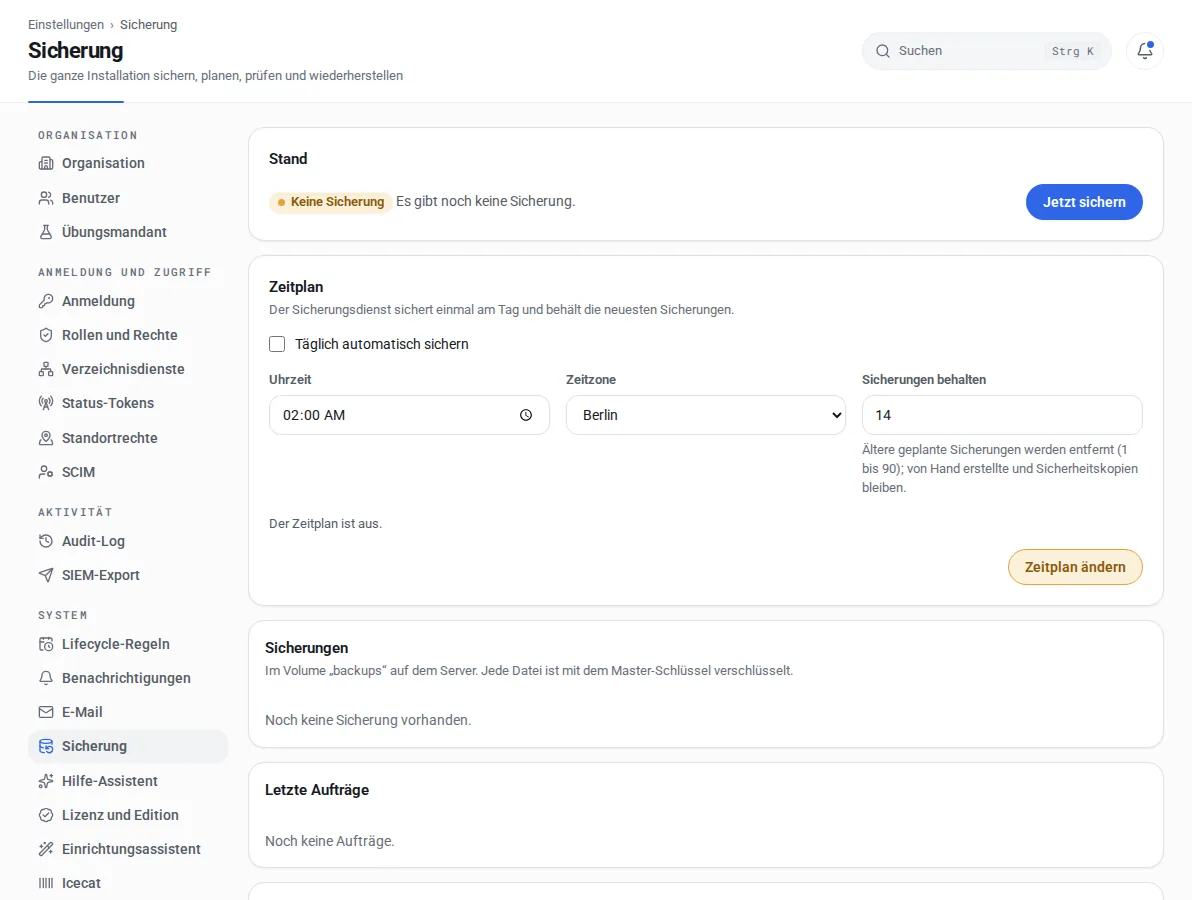 Einstellungen › Sicherung
Sicherung
Die ganze Installation sichern, planen, prüfen und wiederherstellen
Suchen
Strg K
ORGANISATION
Organisation
Benutzer
Übungsmandant
ANMELDUNG UND ZUGRIFF
Anmeldung
Rollen und Rechte
Verzeichnisdienste
Status-Tokens
Standortrechte
SCIM
AKTIVITÄT
Audit-Log
SIEM-Export
SYSTEM
Lifecycle-Regeln
Benachrichtigungen
E-Mail
Sicherung
Hilfe-Assistent
Lizenz und Edition
Einrichtungsassistent
Icecat
Stand
Keine Sicherung Es gibt noch keine Sicherung.
Jetzt sichern
Zeitplan
Der Sicherungsdienst sichert einmal am Tag und behält die neuesten Sicherungen.
Täglich automatisch sichern
Uhrzeit
02:00 AM
Zeitzone
Berlin
Sicherungen behalten
14
Ältere geplante Sicherungen werden entfernt (1
bis 90); von Hand erstellte und Sicherheitskopien
bleiben.
Der Zeitplan ist aus.
Zeitplan ändern
Sicherungen
Im Volume „backups“ auf dem Server. Jede Datei ist mit dem Master-Schlüssel verschlüsselt.
Noch keine Sicherung vorhanden.
Letzte Aufträge
Noch keine Aufträge.